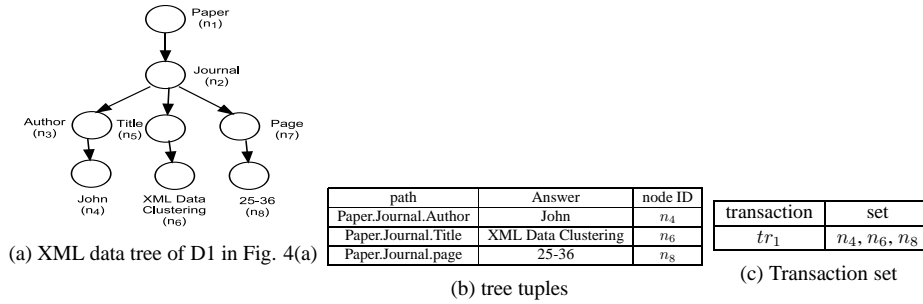 Paper
(n1)
Journal
(n2)
Author
(n3)
Title
(n5)
Page
(n7)
John
(n4)
XML Data
Clustering
(n6)
25-36
(n8)
(a) XML data tree of D1 in Fig. 4(a)
path Answer node ID
Paper.Journal.Author John n4
Paper.Journal.Title XML Data Clustering n6
Paper.Journal.page 25-36 n8
(b) tree tuples
transaction set
tr1 n4, n6, n8
(c) Transaction set